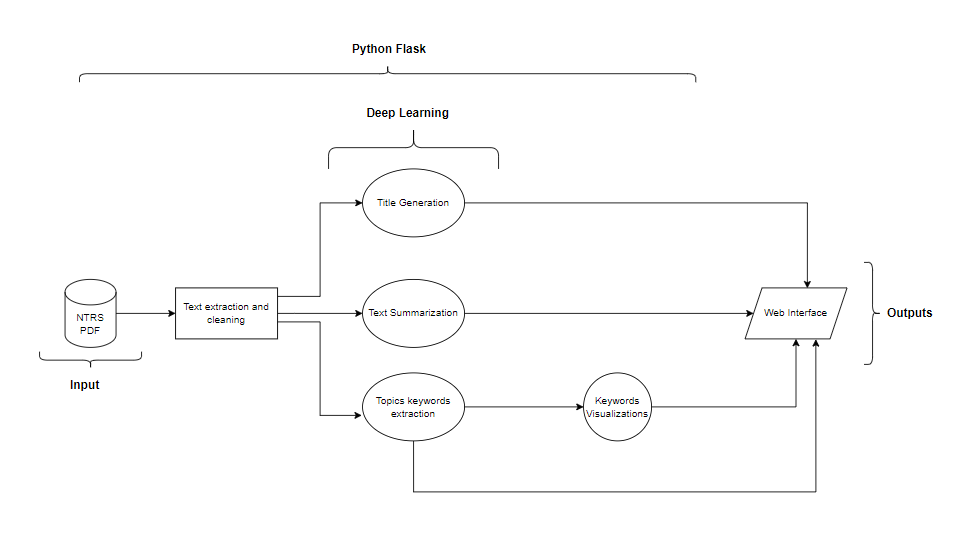 Python Flask
Deep Learning
Title Generation
NTRS
PDF
Text extraction and
cleaning
Text Summarization
Web Interface
Outputs
Input
Topics keywords
extraction
Keywords
Visualizations